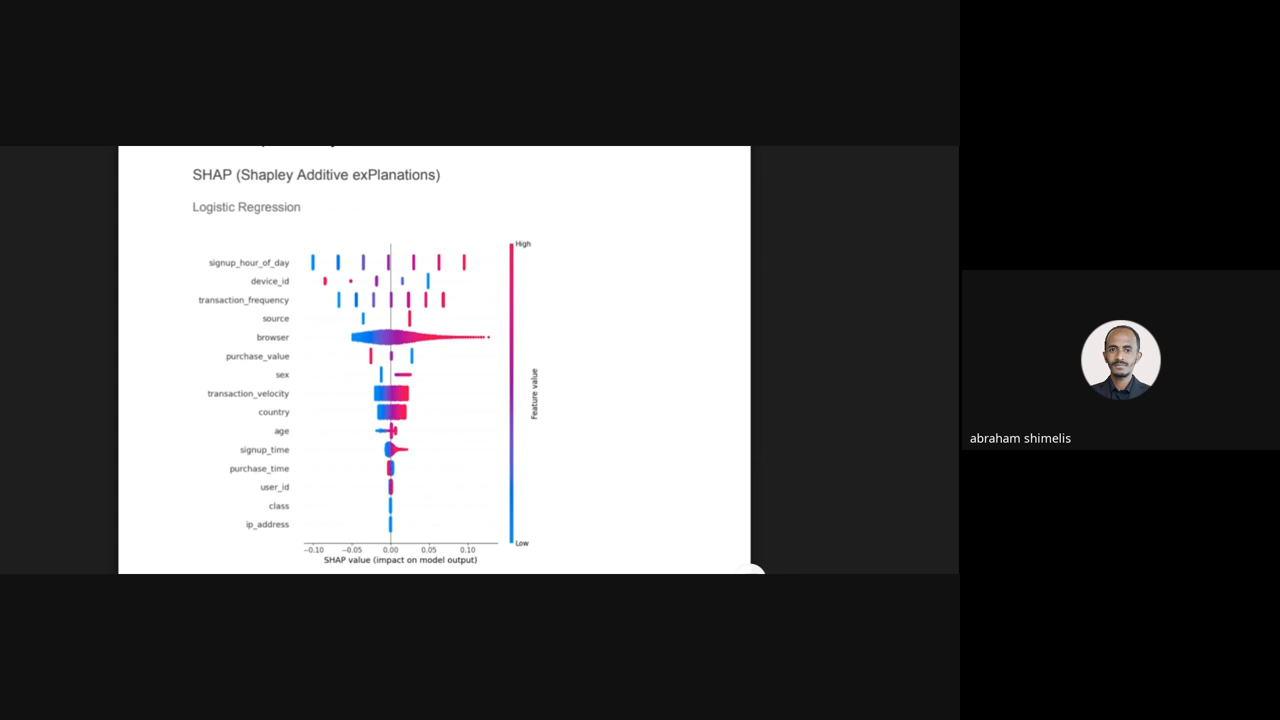 SHAP (Shapley Additive exPlanations)
Logistic Regression
High
signup_hour_of_day
device_id
transaction_frequency
source
browser
purchase_value
sex
transaction_velocity
country
age
signup_time
purchase_time
user_id
class
ip_address
Feature value
Low
−0.10 −0.05 0.00 0.05 0.10
SHAP value (impact on model output)
abraham shimelis